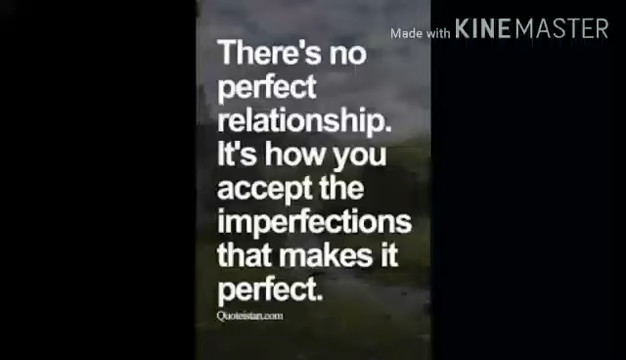 Made with KINEMASTER
There's no
perfect
relationship.
It's how you
accept the
imperfections
that makes it
perfect.
Quoteistan.com